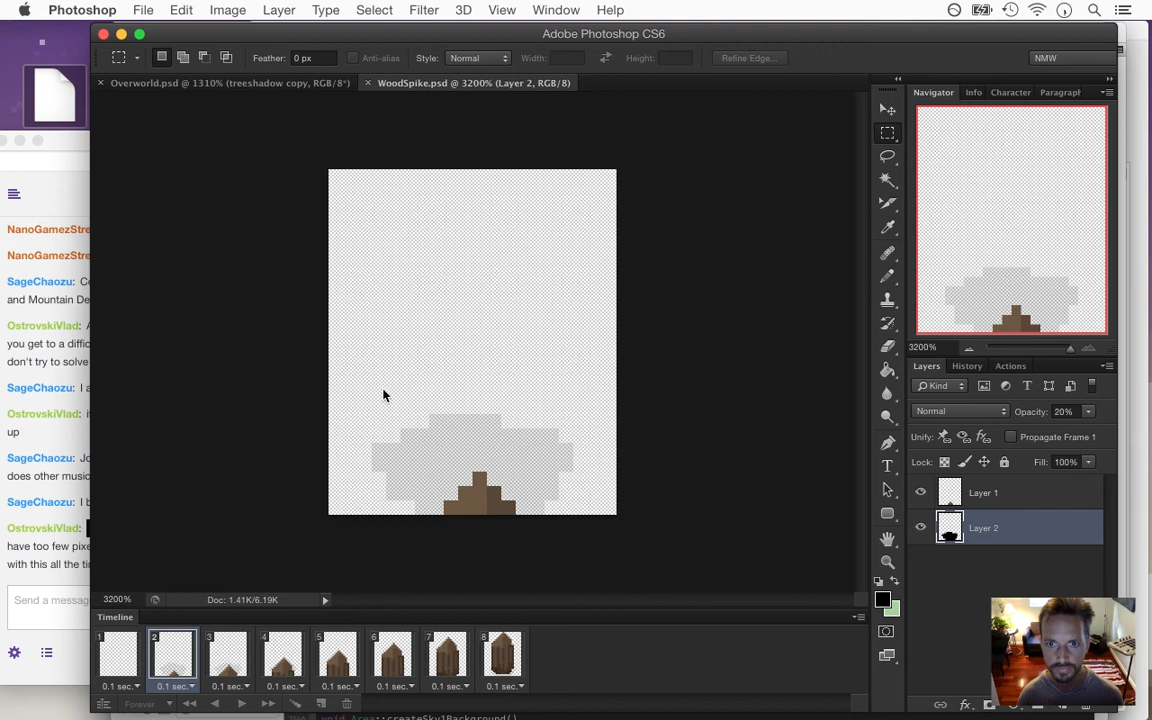 Photoshop File Edit Image Layer Type Select Filter 3D View Window Help
Adobe Photoshop CS6
Feather: 0 px Anti-alias Style: Normal Width: Height: Refine Edge... NMW
Overworld.psd @ 1310% (treeshadow copy, RGB/8*) WoodSpike.psd @ 3200% (Layer 2, RGB/8)
Navigator Info Character Paragraph
3200%
Layers History Actions
Kind
Normal Opacity: 20%
Unify: Propagate Frame 1
Lock: Fill: 100%
Layer 1
Layer 2
NanoGamezStre
NanoGamezStre
SageChaozu:
and Mountain De
OstrovskiVlad:
you get to a diffic
don't try to solve
SageChaozu: I a
OstrovskiVlad:
up
SageChaozu: Jo
does other music
SageChaozu: I b
OstrovskiVlad:
have too few pixe
with this all the ti
Send a messag
3200% Doc: 1.41K/6.19K
Timeline
1 2 3 4 5 6 7 8
0.1 sec. 0.1 sec. 0.1 sec. 0.1 sec. 0.1 sec. 0.1 sec. 0.1 sec. 0.1 sec.
Forever
void Area::createSky1Background()